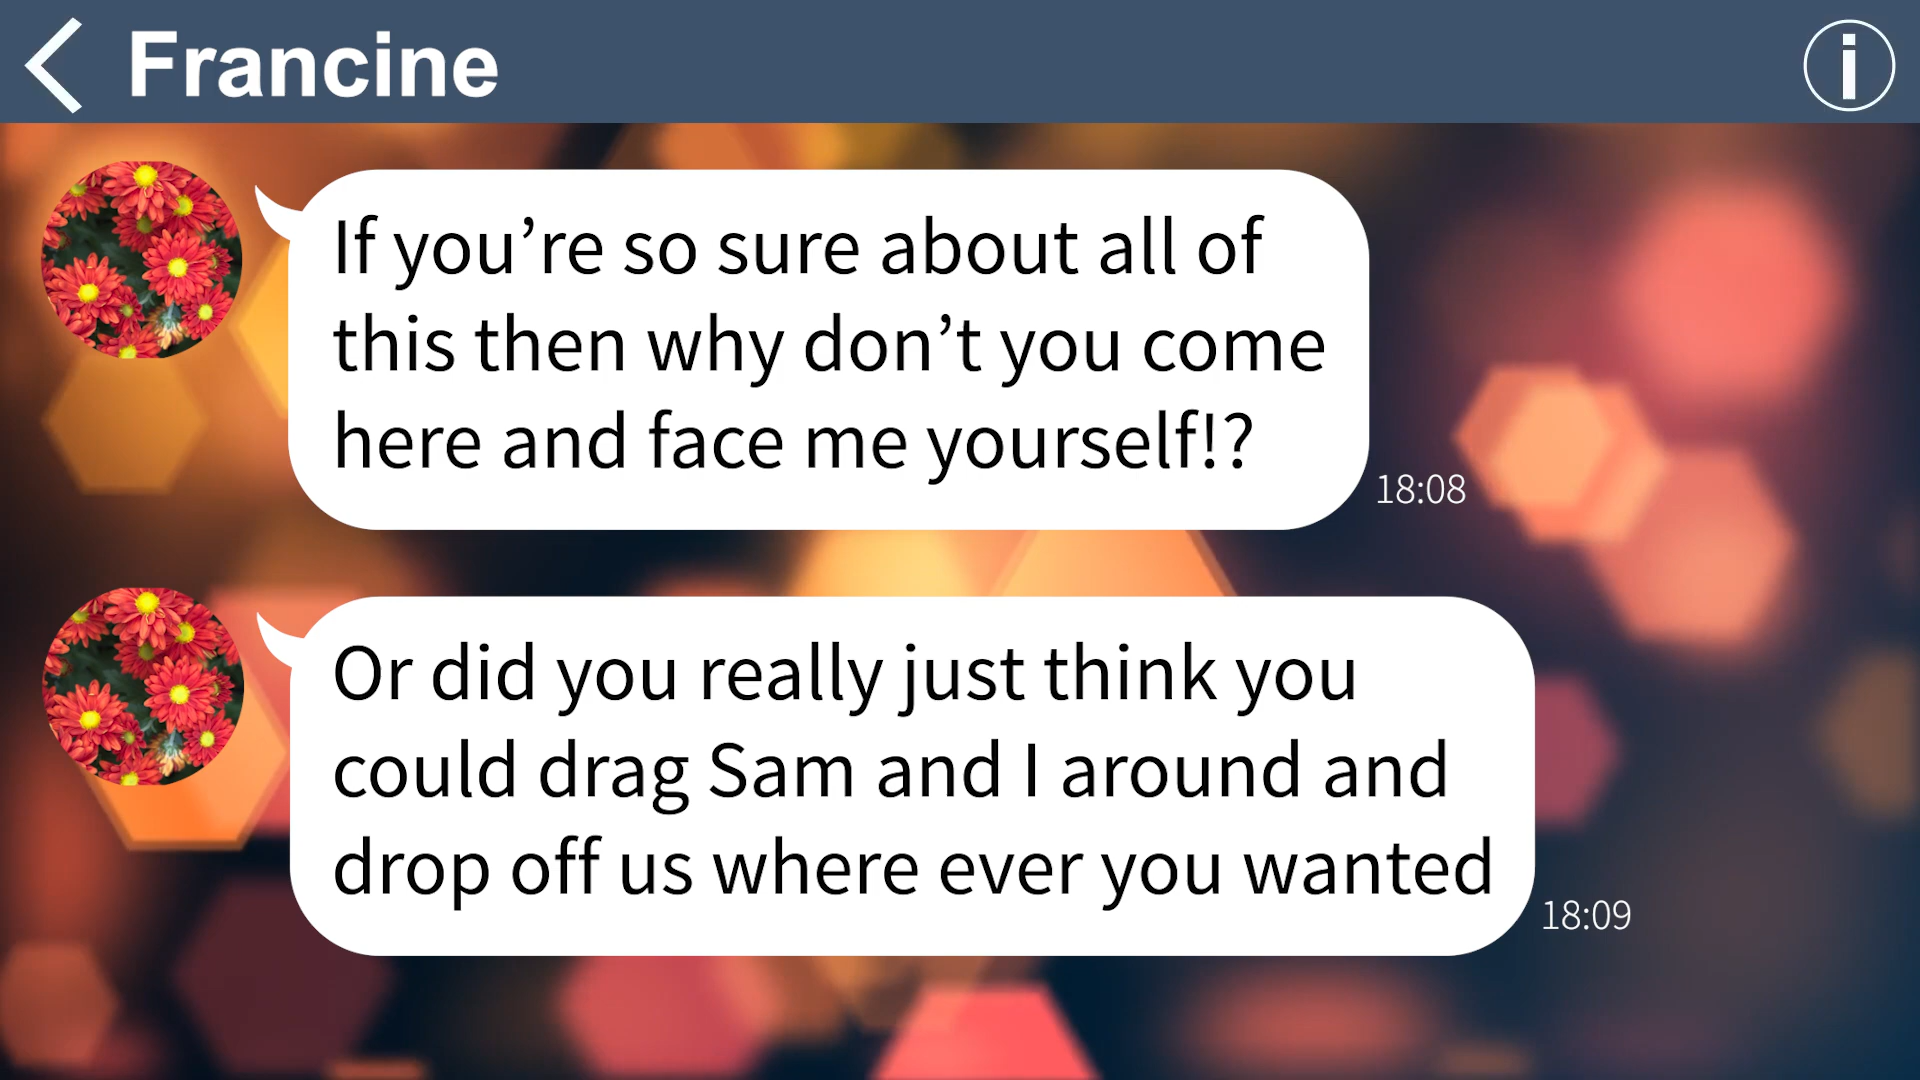 Francine
If you’re so sure about all of
this then why don’t you come
here and face me yourself!?
18:08
Or did you really just think you
could drag Sam and I around and
drop off us where ever you wanted
18:09